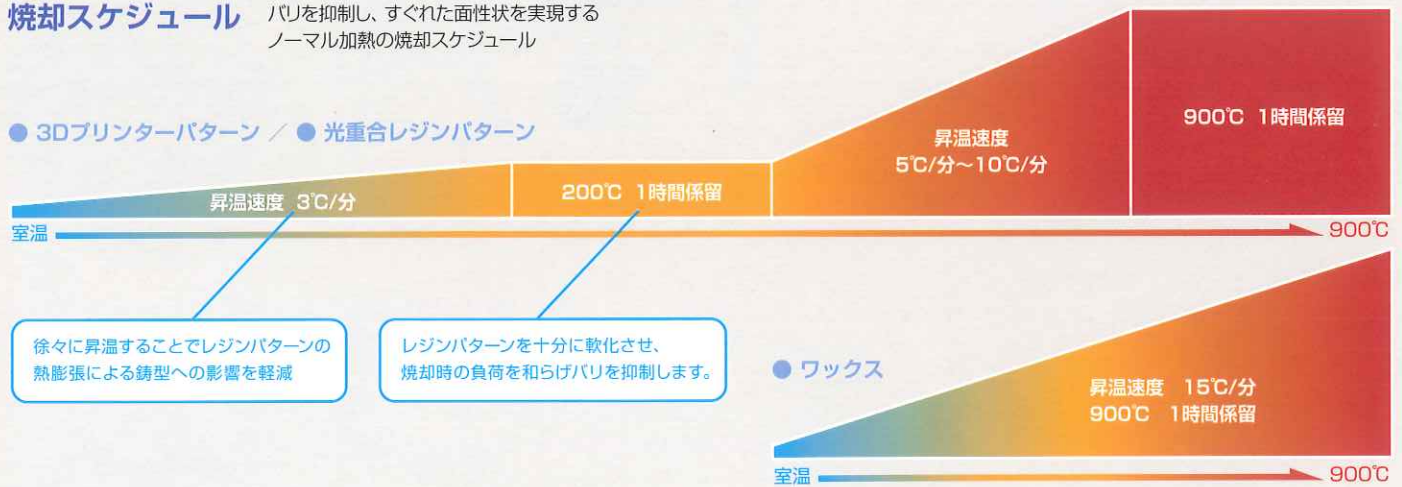 焼却スケジュール
バリを抑制し、すぐれた面性状を実現する
ノーマル加熱の焼却スケジュール
● 3Dプリンターパターン / ● 光重合レジンパターン
昇温速度 3℃/分
200℃ 1時間係留
昇温速度
5℃/分~10℃/分
900℃ 1時間係留
室温
900℃
徐々に昇温することでレジンパターンの
熱膨張による鋳型への影響を軽減
レジンパターンを十分に軟化させ、
焼却時の負荷を和らげバリを抑制します。
● ワックス
昇温速度 15℃/分
900℃ 1時間係留
室温
900℃